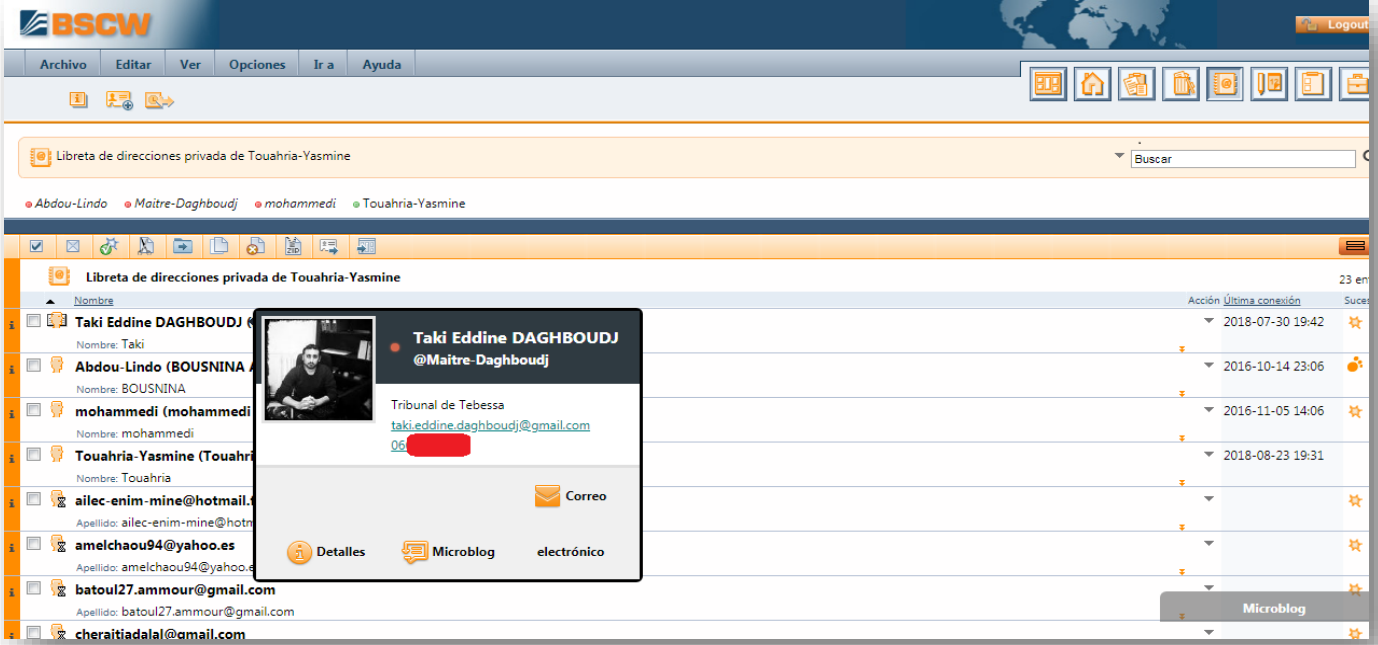 BSCW
Logout
Archivo Editar Ver Opciones Ir a Ayuda
Libreta de direcciones privada de Touahria-Yasmine
Buscar
Abdou-Lindo Maitre-Daghboudj mohammedi Touahria-Yasmine
Libreta de direcciones privada de Touahria-Yasmine
23 en
Nombre Acción Última conexión Suces
Taki Eddine DAGHBOUDJ ( 2018-07-30 19:42
Nombre: Taki
Abdou-Lindo (BOUSNINA A 2016-10-14 23:06
Nombre: BOUSNINA
mohammedi (mohammedi 2016-11-05 14:06
Nombre: mohammedi
Touahria-Yasmine (Touahri 2018-08-23 19:31
Nombre: Touahria
ailec-enim-mine@hotmail.f
Apellido: ailec-enim-mine@hotm
amelchaou94@yahoo.es
Apellido: amelchaou94@yahoo.e
batoul27.ammour@gmail.com
Apellido: batoul27.ammour@gmail.com
cheraitiadalal@gmail.com
Taki Eddine DAGHBOUDJ
@Maitre-Daghboudj
Tribunal de Tebessa
taki.eddine.daghboudj@gmail.com
06
Correo
Detalles Microblog electrónico
Microblog